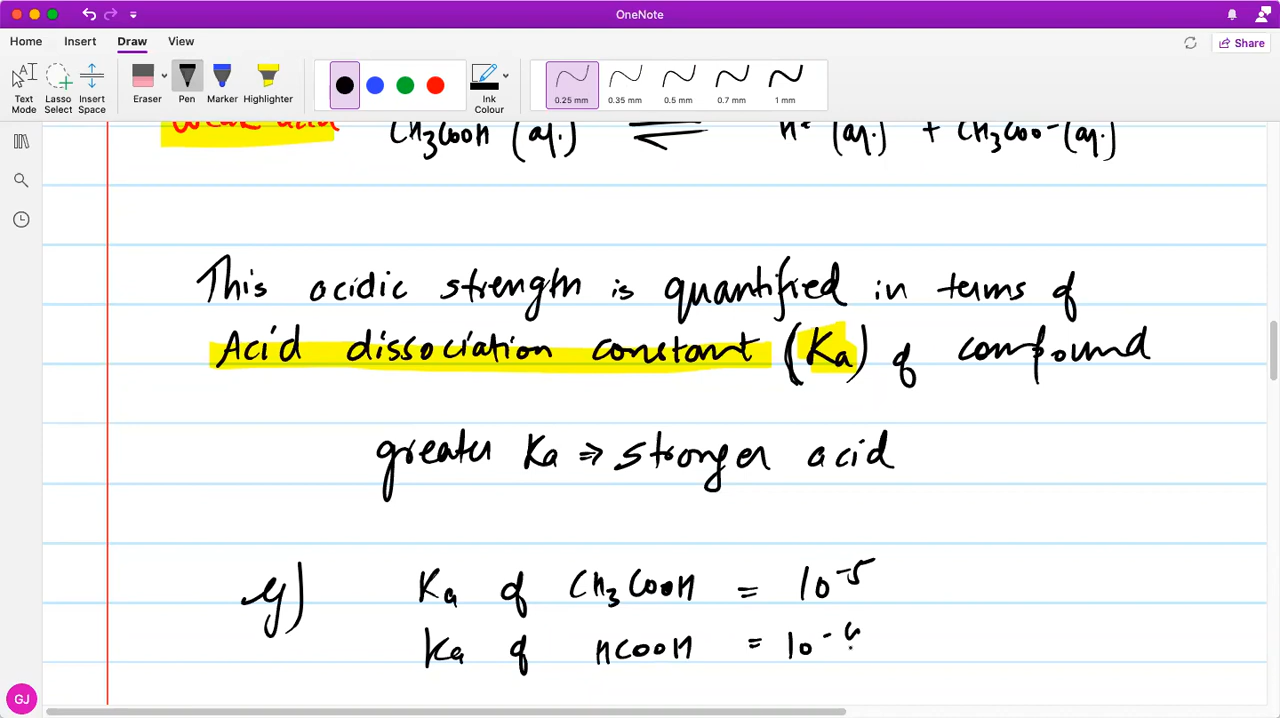 OneNote
Home Insert Draw View
Share
Text Mode Lasso Select Insert Space Eraser Pen Marker Highlighter Ink Colour 0.25 mm 0.35 mm 0.5 mm 0.7 mm 1 mm
Weak acid CH3COOH (aq.) ⇌ H+ (aq.) + CH3COO- (aq.)
This acidic strength is quantified in terms of
Acid dissociation constant (Ka) of compound
greater Ka ⇒ stronger acid
eg) Ka of CH3COOH = 10-5
Ka of HCOOH = 10-4
GJ